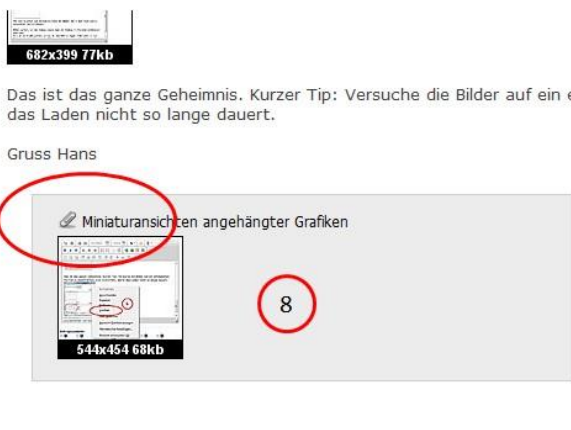 682x399 77kb
Das ist das ganze Geheimnis. Kurzer Tip: Versuche die Bilder auf ein
das Laden nicht so lange dauert.
Gruss Hans
Miniaturansichten angehängter Grafiken
8
544x454 68kb